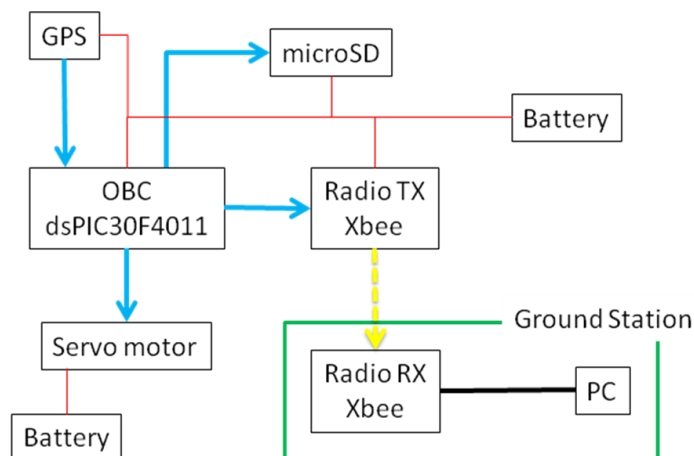 GPS
microSD
Battery
OBC
dsPIC30F4011
Radio TX
Xbee
Ground Station
Servo motor
Radio RX
Xbee
PC
Battery